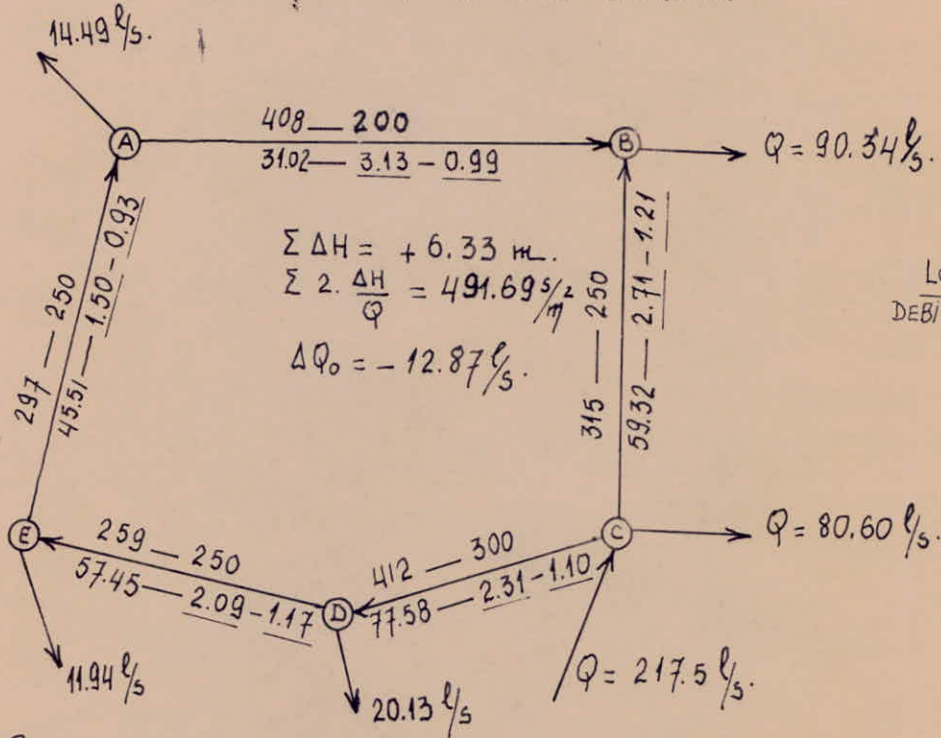 14.49 l/s.
A
408 — 200
31.02 — 3.13 - 0.99
B
Q = 90.34 l/s.
297 — 250
45.51 — 1.50 - 0.93
Σ ΔH = + 6.33 m.
Σ 2. ΔH/Q = 491.69 s/m²
ΔQ₀ = - 12.87 l/s.
315 — 250
59.32 — 2.71 - 1.21
DEBİ
E
259 — 250
57.45 — 2.09 - 1.17
D
412 — 300
77.58 — 2.31 - 1.10
C
Q = 80.60 l/s.
11.94 l/s
20.13 l/s
Q = 217.5 l/s.